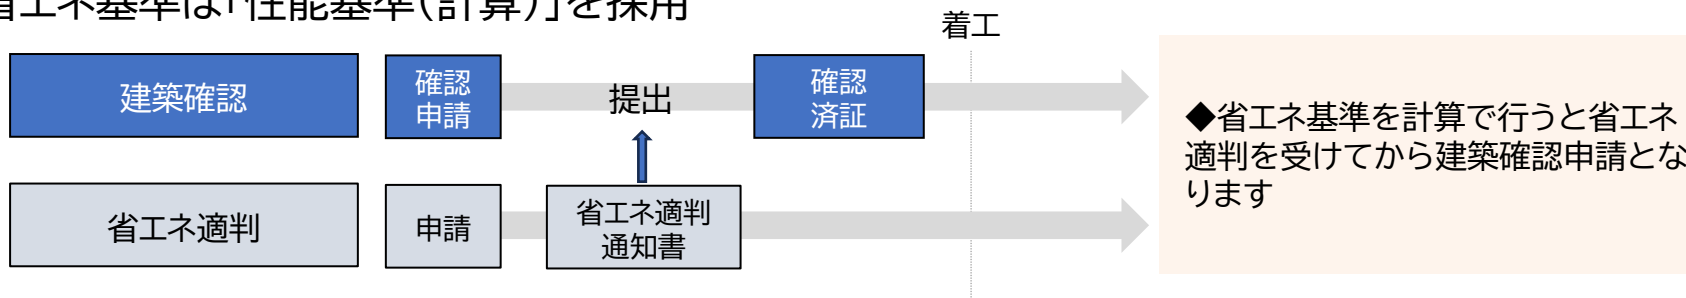 省エネ基準は「性能基準(計算)」を採用
着工
建築確認
確認
申請
提出
確認
済証
◆省エネ基準を計算で行うと省エネ
適判を受けてから建築確認申請とな
ります
省エネ適判
申請
省エネ適判
通知書